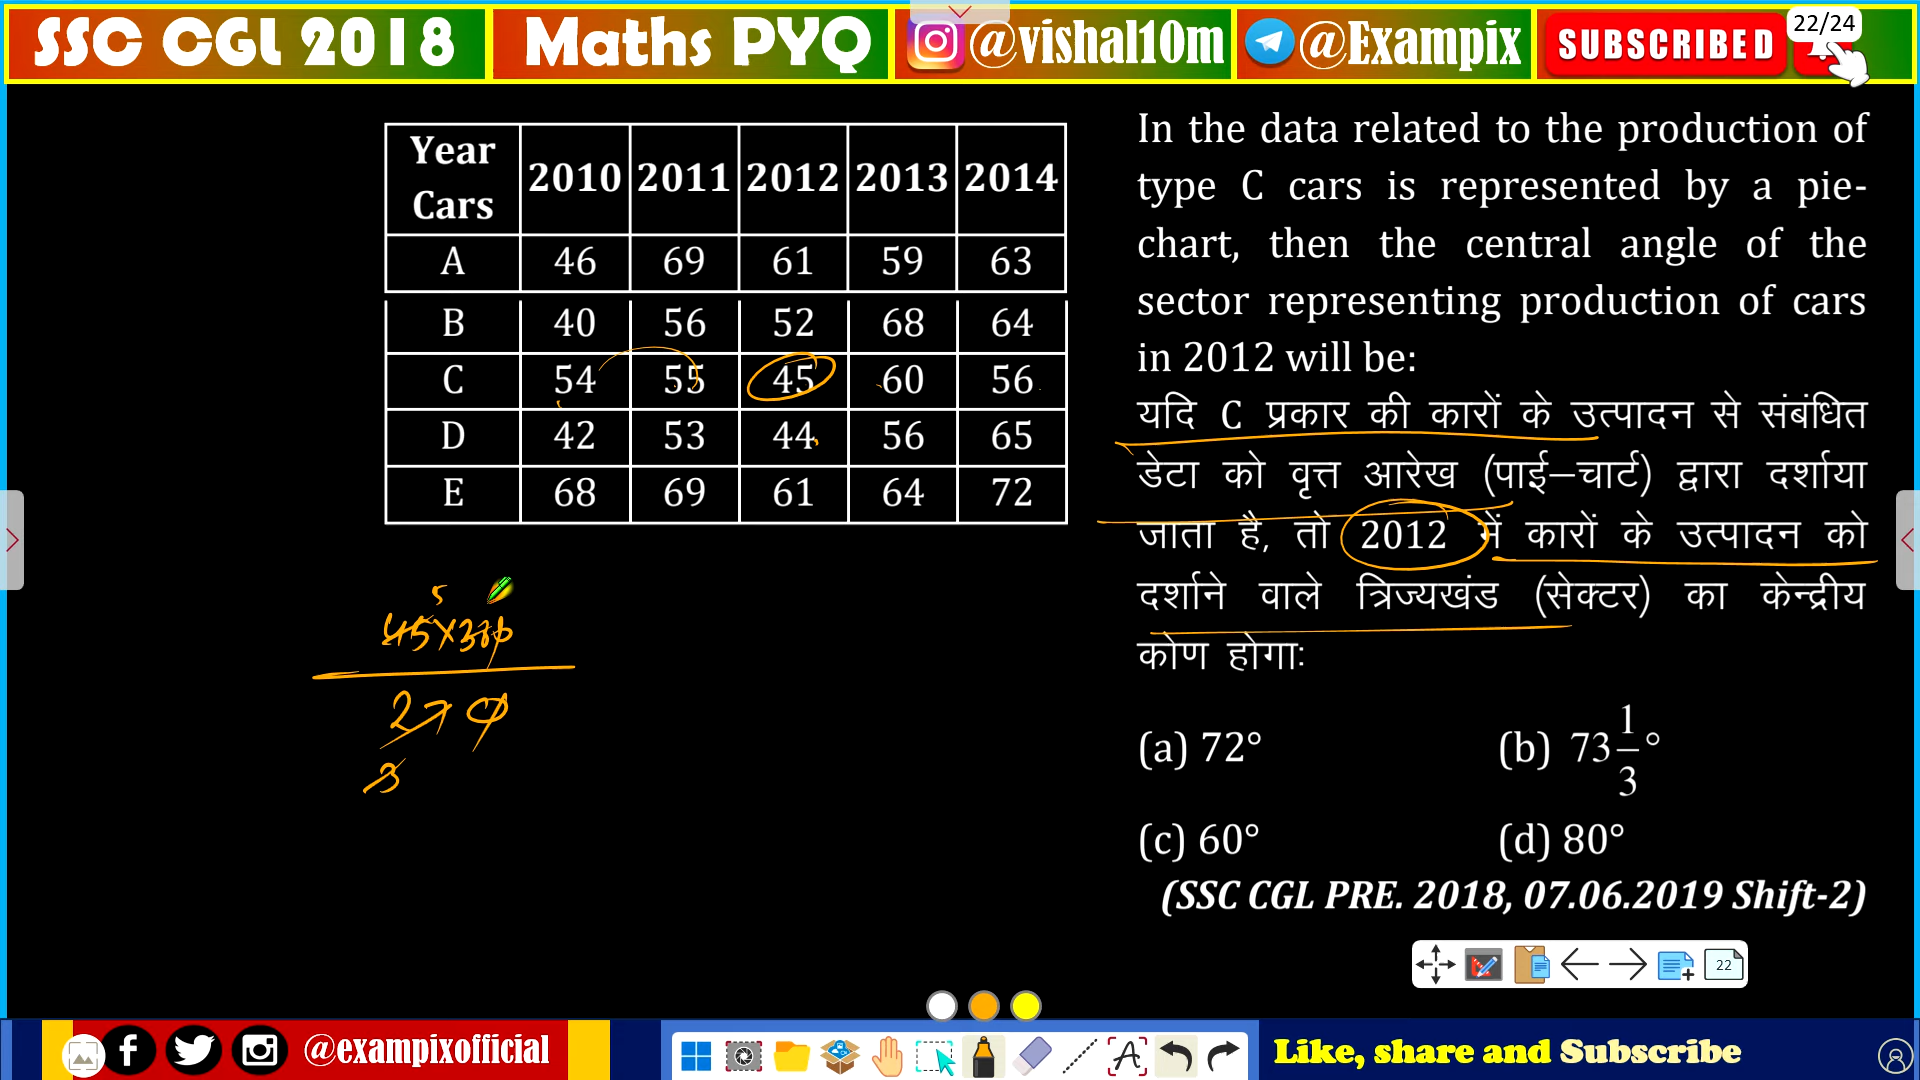 SSC CGL 2018
Maths PYQ
@vishal10m
@Exampix
SUBSCRIBED
22/24
Year Cars 2010 2011 2012 2013 2014
A 46 69 61 59 63
B 40 56 52 68 64
C 54 55 45 60 56
D 42 53 44 56 65
E 68 69 61 64 72
In the data related to the production of
type C cars is represented by a pie-
chart, then the central angle of the
sector representing production of cars
in 2012 will be:
यदि C प्रकार की कारों के उत्पादन से संबंधित
डेटा को वृत्त आरेख (पाई–चार्ट) द्वारा दर्शाया
जाता है, तो 2012 में कारों के उत्पादन को
दर्शाने वाले त्रिज्यखंड (सेक्टर) का केन्द्रीय
कोण होगाः
(a) 72° (b) 73 1/3°
(c) 60° (d) 80°
(SSC CGL PRE. 2018, 07.06.2019 Shift-2)
5
45×360
270
3
22
@exampixofficial
Like, share and Subscribe